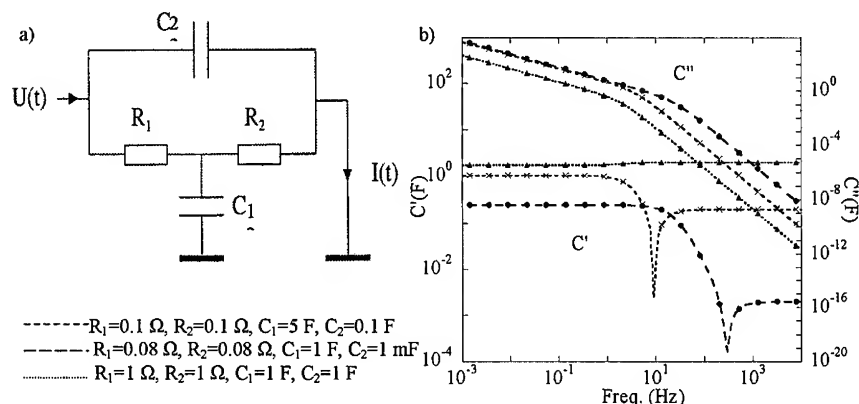 a)
C2
U(t)
R1
R2
I(t)
C1
R1=0.1 Ω, R2=0.1 Ω, C1=5 F, C2=0.1 F
R1=0.08 Ω, R2=0.08 Ω, C1=1 F, C2=1 mF
R1=1 Ω, R2=1 Ω, C1=1 F, C2=1 F
b)
C''
C'
C'(F)
10^2
10^0
10^-2
10^-4
10^-3
10^-1
10^1
10^3
Freq. (Hz)
10^0
10^-4
10^-8
10^-12
10^-16
10^-20
C''(F)